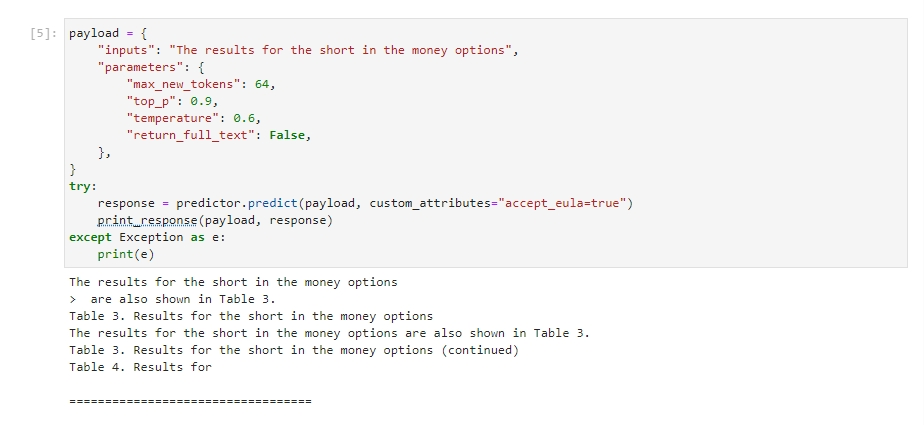 [5]: payload = {
    "inputs": "The results for the short in the money options",
    "parameters": {
        "max_new_tokens": 64,
        "top_p": 0.9,
        "temperature": 0.6,
        "return_full_text": False,
    },
}
try:
    response = predictor.predict(payload, custom_attributes="accept_eula=true")
    print_response(payload, response)
except Exception as e:
    print(e)
The results for the short in the money options
>  are also shown in Table 3.
Table 3. Results for the short in the money options
The results for the short in the money options are also shown in Table 3.
Table 3. Results for the short in the money options (continued)
Table 4. Results for
==================================